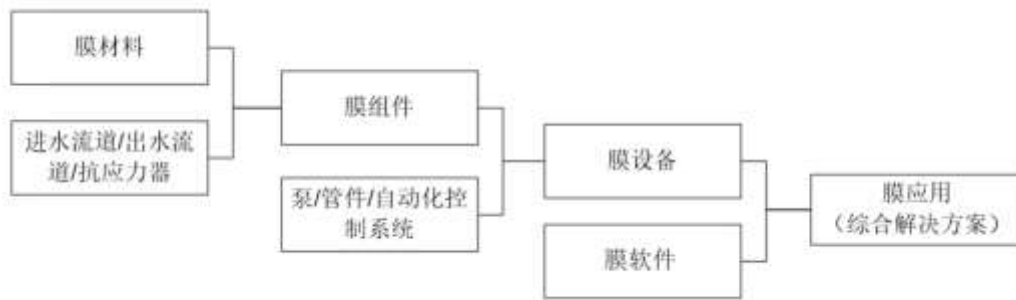 膜材料
进水流道/出水流
道/抗应力器
膜组件
泵/管件/自动化控
制系统
膜设备
膜软件
膜应用
（综合解决方案）